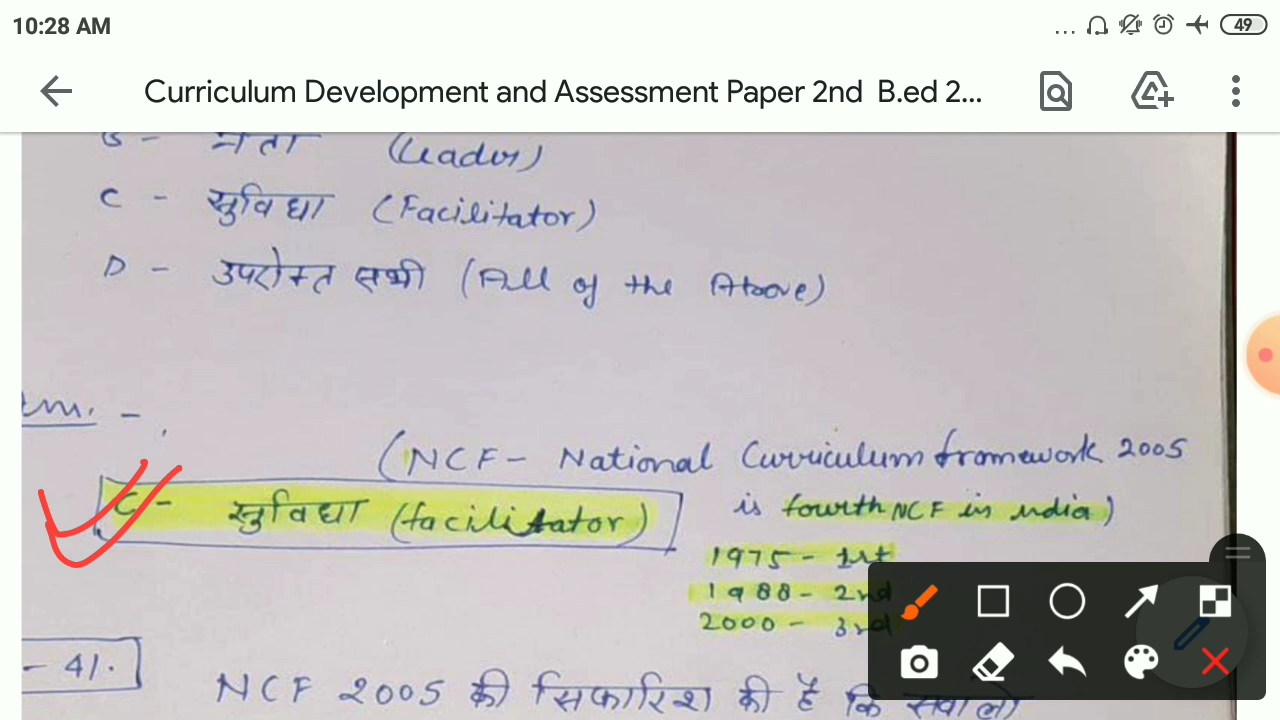 10:28 AM
... 49
Curriculum Development and Assessment Paper 2nd B.ed 2...
B - नेता (Leader)
C - सुविधा (Facilitator)
D - उपरोक्त सभी (All of the Above)
(NCF - National Curriculum framework 2005
C - सुविधा (facilitator)
is fourth NCF in india)
1975 - 1st
1988 - 2nd
2000 - 3rd
- 41.
NCF 2005 की सिफारिश की है कि